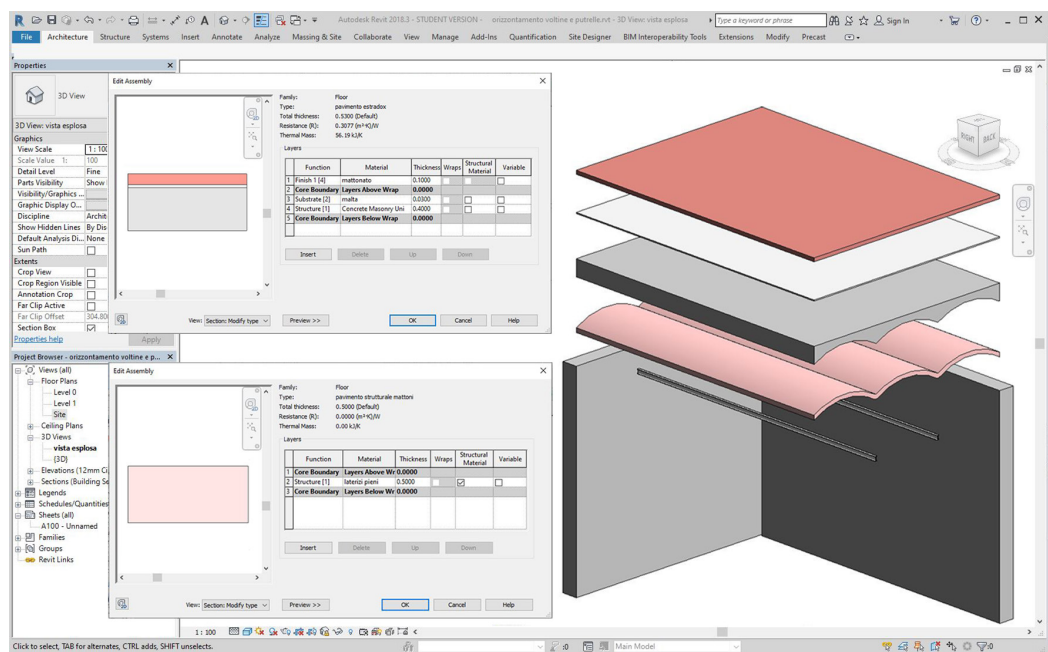 Autodesk Revit 2018.3 - STUDENT VERSION - orizzontamento voltine e putrelle.rvt - 3D View: vista esplosa
Type a keyword or phrase
Sign In
File Architecture Structure Systems Insert Annotate Analyze Massing & Site Collaborate View Manage Add-Ins Quantification Site Designer BIM Interoperability Tools Extensions Modify Precast
Properties
3D View
3D View: vista esplosa
Graphics
View Scale 1 : 100
Scale Value 1: 100
Detail Level Fine
Parts Visibility Show
Visibility/Graphics ...
Graphic Display O...
Discipline Archit
Show Hidden Lines By Dis
Default Analysis Di... None
Sun Path
Extents
Crop View
Crop Region Visible
Annotation Crop
Far Clip Active
Far Clip Offset 304.80
Section Box
Properties help Apply
Project Browser - orizzontamento voltine e p...
Views (all)
Floor Plans
Level 0
Level 1
Site
Ceiling Plans
3D Views
vista esplosa
{3D}
Elevations (12mm Ci
Sections (Building Se
Legends
Schedules/Quantities
Sheets (all)
A100 - Unnamed
Families
Groups
Revit Links
Edit Assembly
Family: Floor
Type: pavimento estradox
Total thickness: 0.5300 (Default)
Resistance (R): 0.3077 (m²·K)/W
Thermal Mass: 56.19 kJ/K
Layers
Function Material Thickness Wraps Structural Material Variable
1 Finish 1 [4] mattonato 0.1000
2 Core Boundary Layers Above Wrap 0.0000
3 Substrate [2] malta 0.0300
4 Structure [1] Concrete Masonry Uni 0.4000
5 Core Boundary Layers Below Wrap 0.0000
Insert Delete Up Down
View: Section: Modify type Preview >> OK Cancel Help
Edit Assembly
Family: Floor
Type: pavimento strutturale mattoni
Total thickness: 0.5000 (Default)
Resistance (R): 0.0000 (m²·K)/W
Thermal Mass: 0.00 kJ/K
Layers
Function Material Thickness Wraps Structural Material Variable
1 Core Boundary Layers Above Wr 0.0000
2 Structure [1] laterizi pieni 0.5000
3 Core Boundary Layers Below Wr 0.0000
Insert Delete Up Down
View: Section: Modify type Preview >> OK Cancel Help
RIGHT BACK
1 : 100
Click to select, TAB for alternates, CTRL adds, SHIFT unselects.
:0 Main Model :0